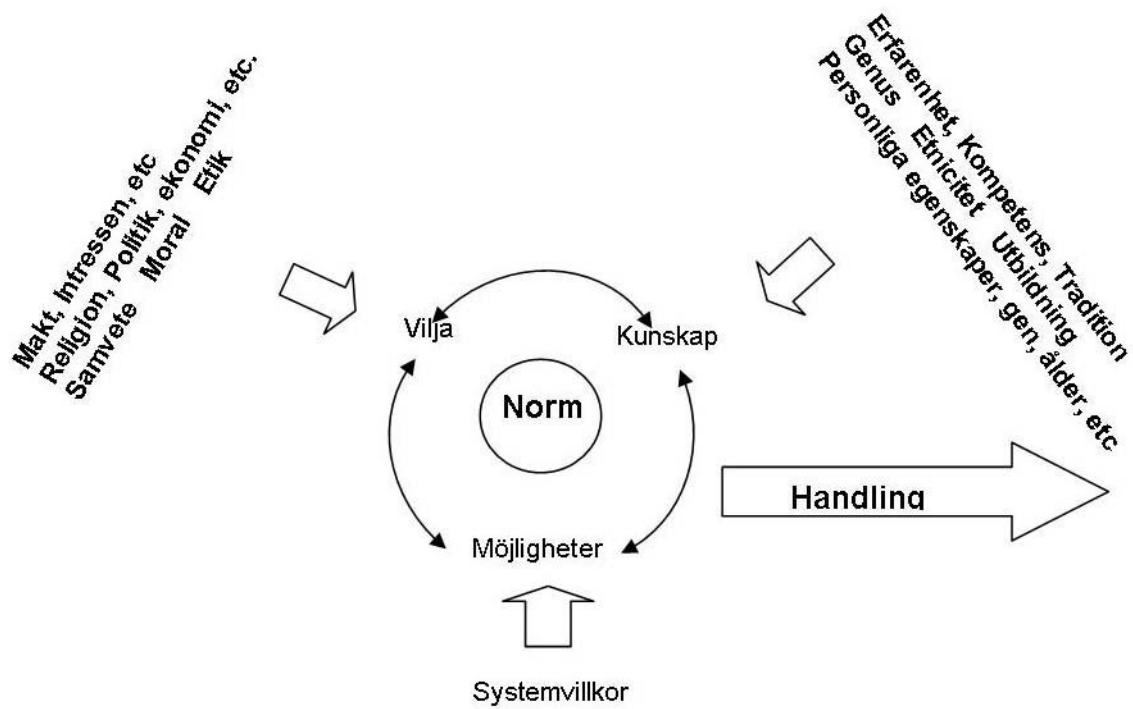 Makt, Intressen, etc
Religion, Politik, ekonomi, etc.
Samvete Moral Etik
Erfarenhet, Kompetens, Tradition
Genus Etnicitet Utbildning
Personliga egenskaper, gen, ålder, etc
Vilja
Kunskap
Norm
Handling
Möjligheter
Systemvillkor